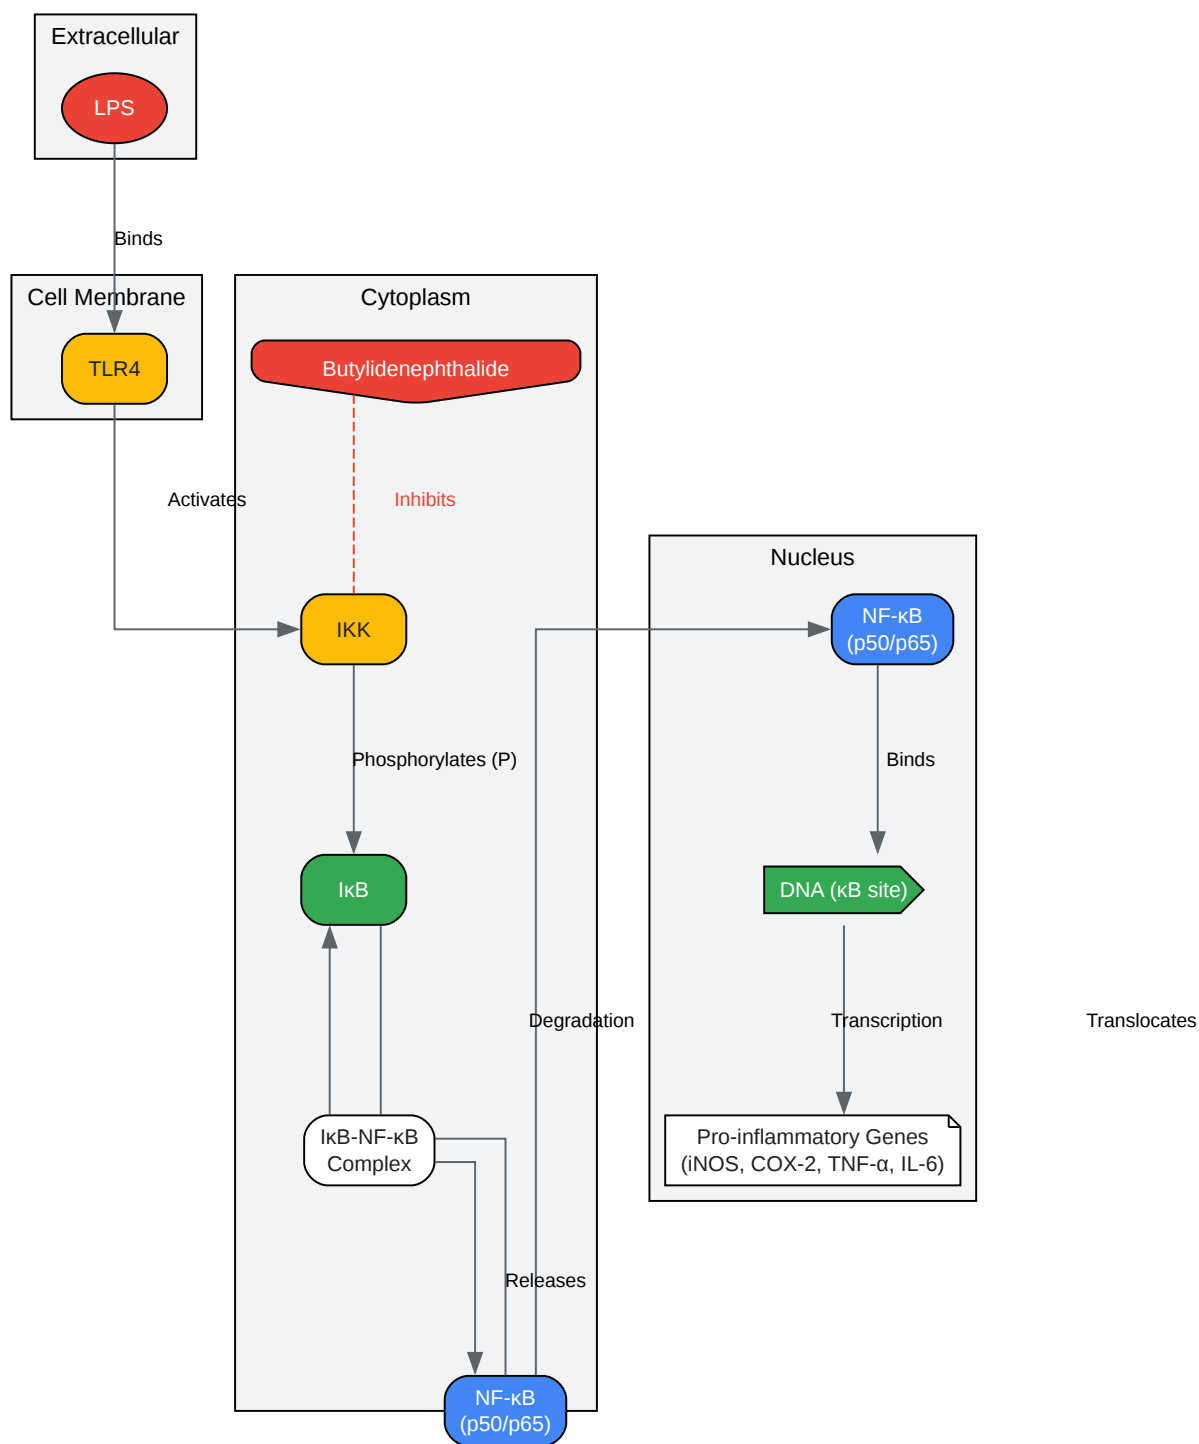 Extracellular
LPS
Binds
Cell Membrane
TLR4
Activates
Cytoplasm
Butylidenephthalide
Inhibits
IKK
Phosphorylates (P)
IκB
Degradation
IκB-NF-κB
Complex
Releases
NF-κB
(p50/p65)
Nucleus
NF-κB
(p50/p65)
Binds
DNA (κB site)
Transcription
Translocates
Pro-inflammatory Genes
(iNOS, COX-2, TNF-α, IL-6)